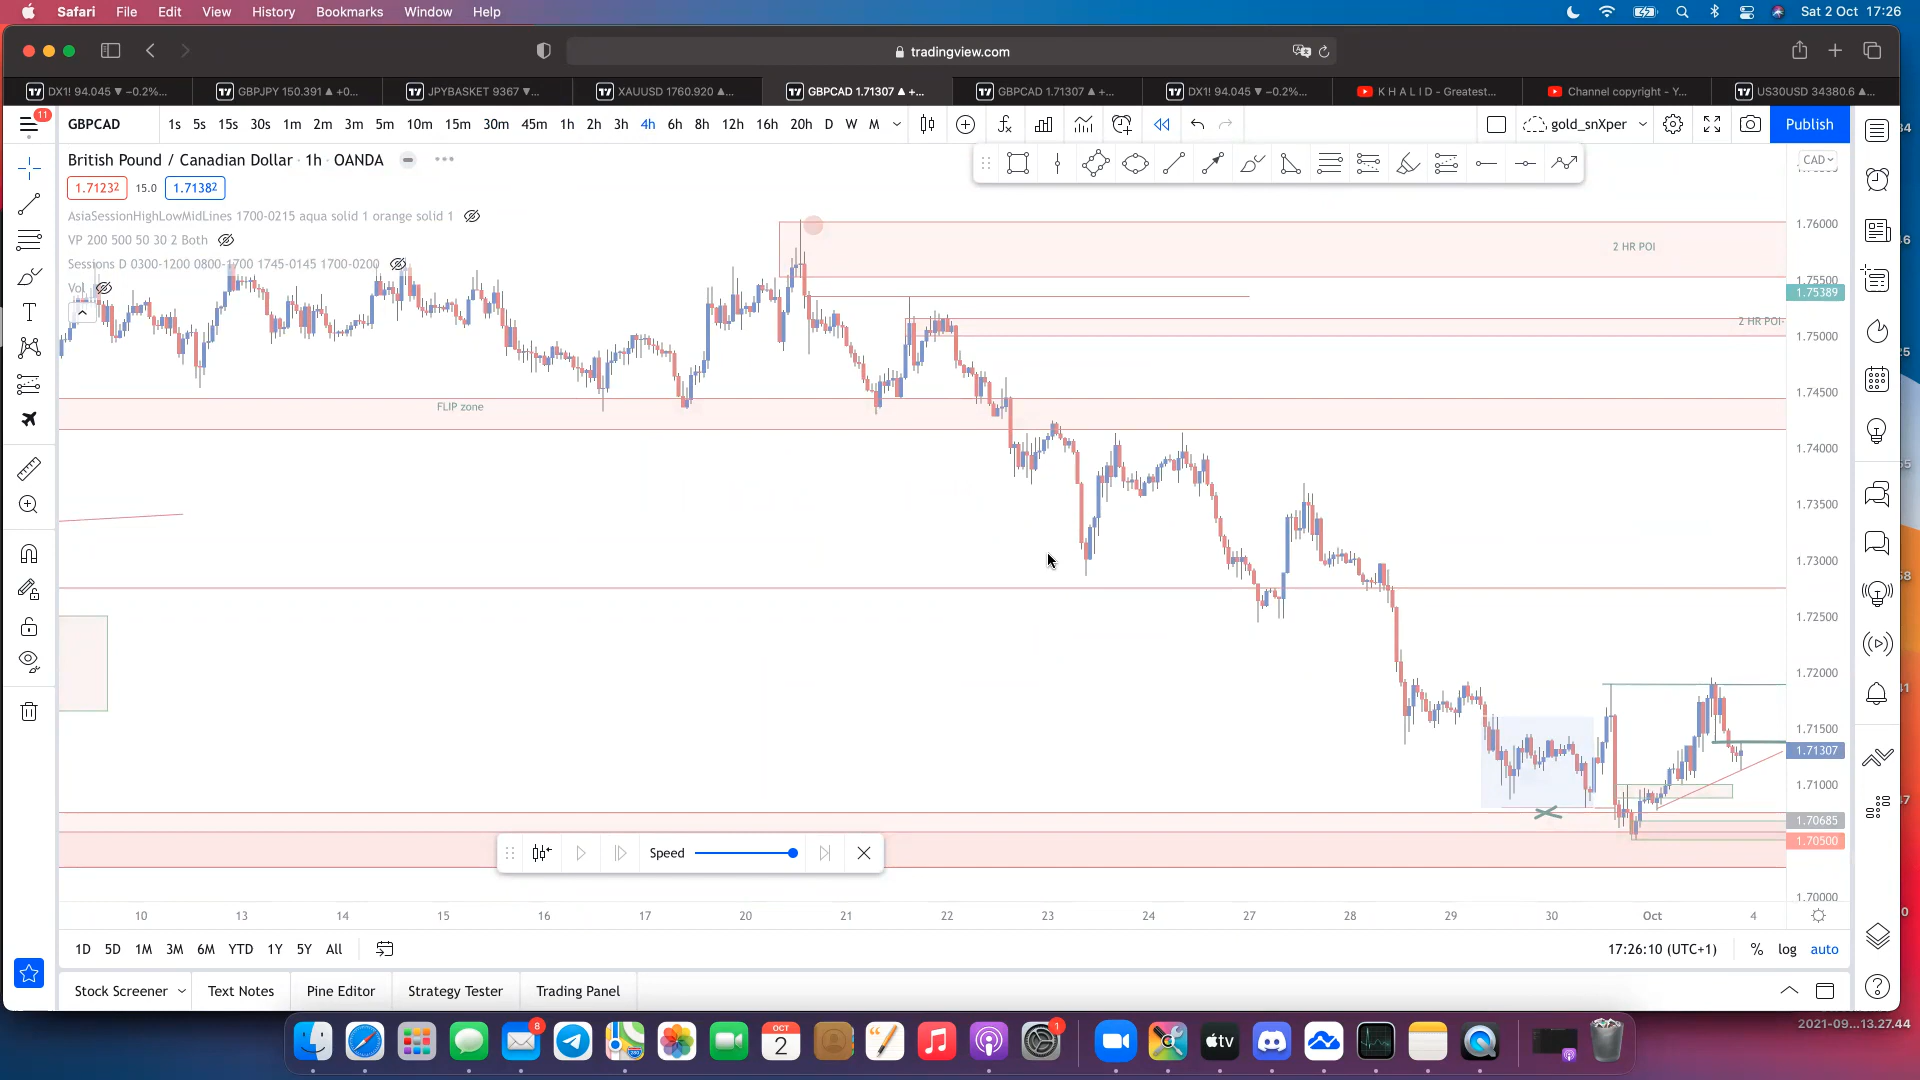 Safari File Edit View History Bookmarks Window Help Sat 2 Oct 17:26
tradingview.com
DX1! 94.045 ▼ −0.2%... GBPJPY 150.391 ▲ +0... JPYBASKET 9367 ▼... XAUUSD 1760.920 ▲... GBPCAD 1.71307 ▲ +... GBPCAD 1.71307 ▲ +... DX1! 94.045 ▼ −0.2%... K H A L I D - Greatest... Channel copyright - Y... US30USD 34380.6 ▲...
11
GBPCAD 1s 5s 15s 30s 1m 2m 3m 5m 10m 15m 30m 45m 1h 2h 3h 4h 6h 8h 12h 16h 20h D W M gold_snXper Publish
British Pound / Canadian Dollar · 1h · OANDA
CAD
1.71232 15.0 1.71382
AsiaSessionHighLowMidLines 1700-0215 aqua solid 1 orange solid 1
VP 200 500 50 30 2 Both
Sessions D 0300-1200 0800-1700 1745-0145 1700-0200
Vol
2 HR POI
2 HR POI-
FLIP zone
1.76000
1.75500
1.75389
1.75000
1.74500
1.74000
1.73500
1.73000
1.72500
1.72000
1.71500
1.71307
1.71000
1.70685
1.70500
1.70000
Speed
10 13 14 15 16 17 20 21 22 23 24 27 28 29 30 Oct 4
1D 5D 1M 3M 6M YTD 1Y 5Y All 17:26:10 (UTC+1) % log auto
Stock Screener Text Notes Pine Editor Strategy Tester Trading Panel
8
OCT
2
1
tv
2021-09...13.27.44